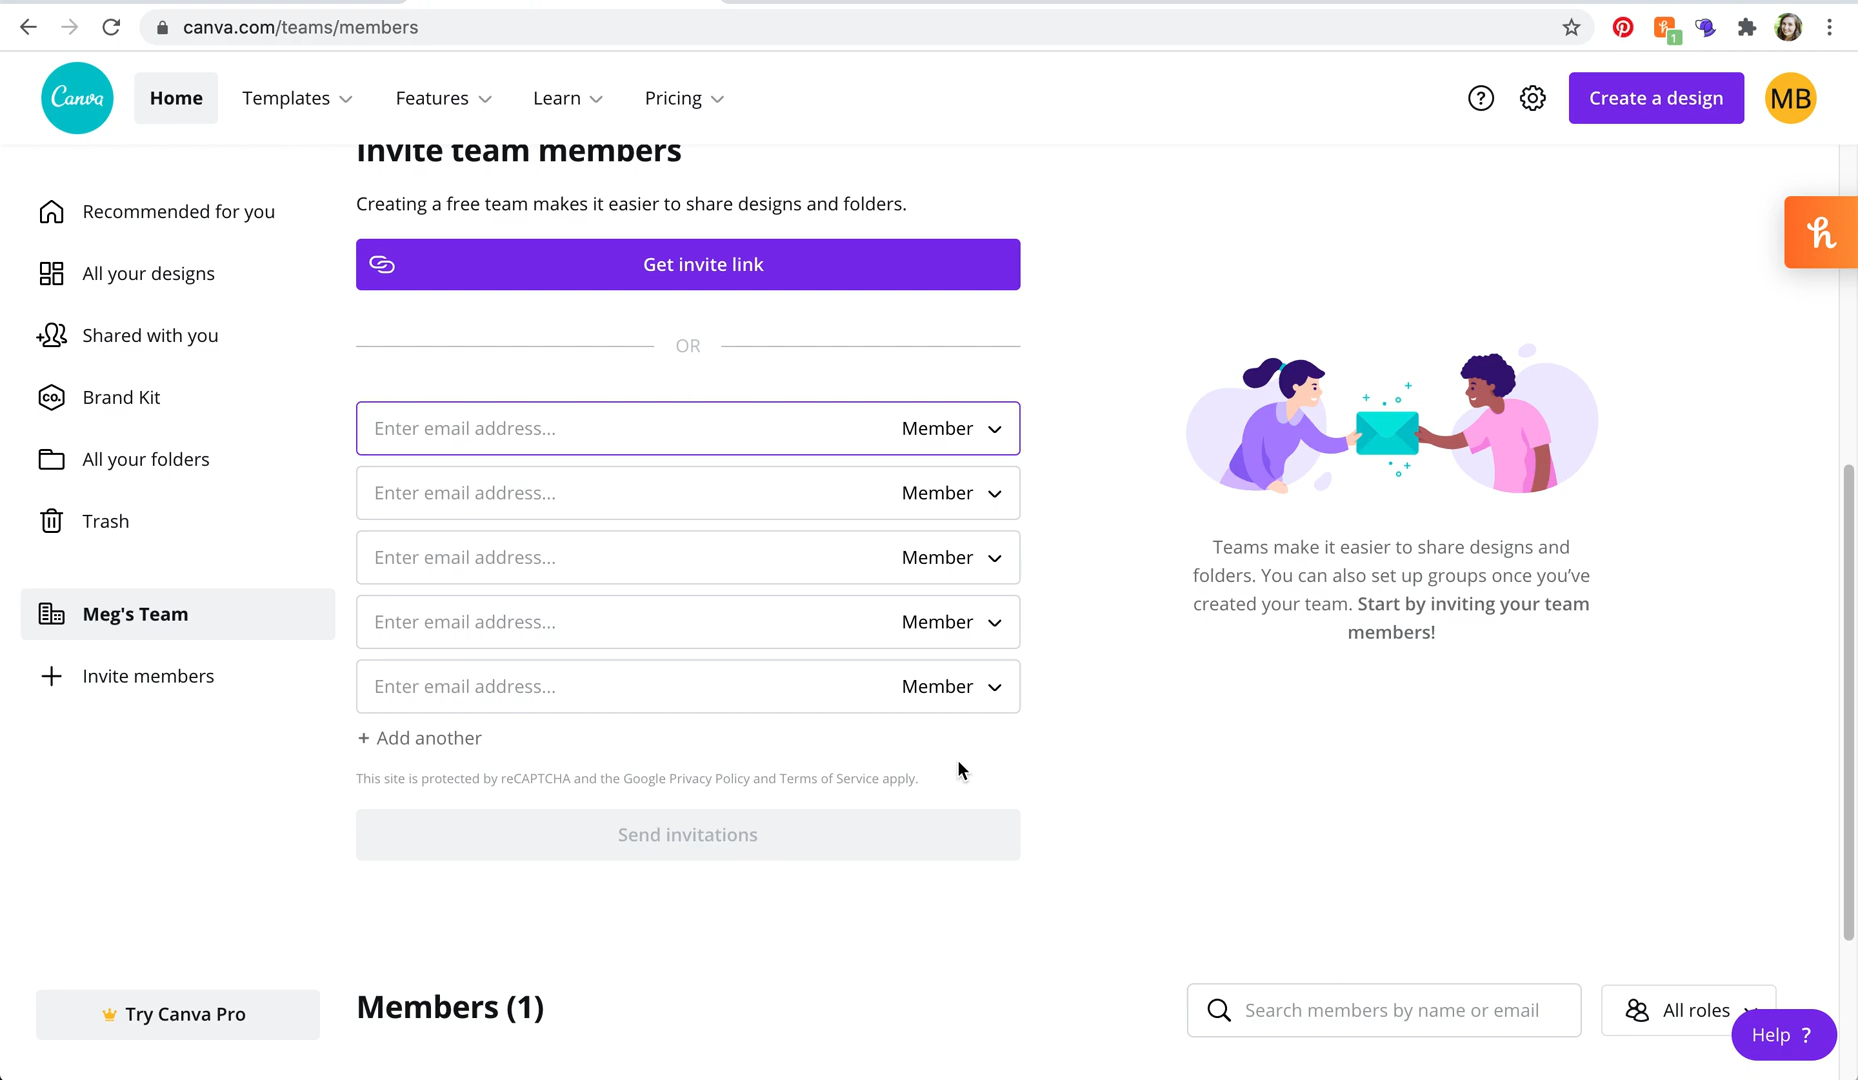 canva.com/teams/members
1
Canva
Home
Templates
Features
Learn
Pricing
?
Create a design
MB
Invite team members
Creating a free team makes it easier to share designs and folders.
Get invite link
OR
Enter email address... Member
Enter email address... Member
Enter email address... Member
Enter email address... Member
Enter email address... Member
+ Add another
This site is protected by reCAPTCHA and the Google Privacy Policy and Terms of Service apply.
Send invitations
Recommended for you
All your designs
Shared with you
CO.
Brand Kit
All your folders
Trash
Meg's Team
Invite members
Try Canva Pro
h
Teams make it easier to share designs and
folders. You can also set up groups once you've
created your team. Start by inviting your team
members!
Members (1)
Search members by name or email
All roles
Help ?